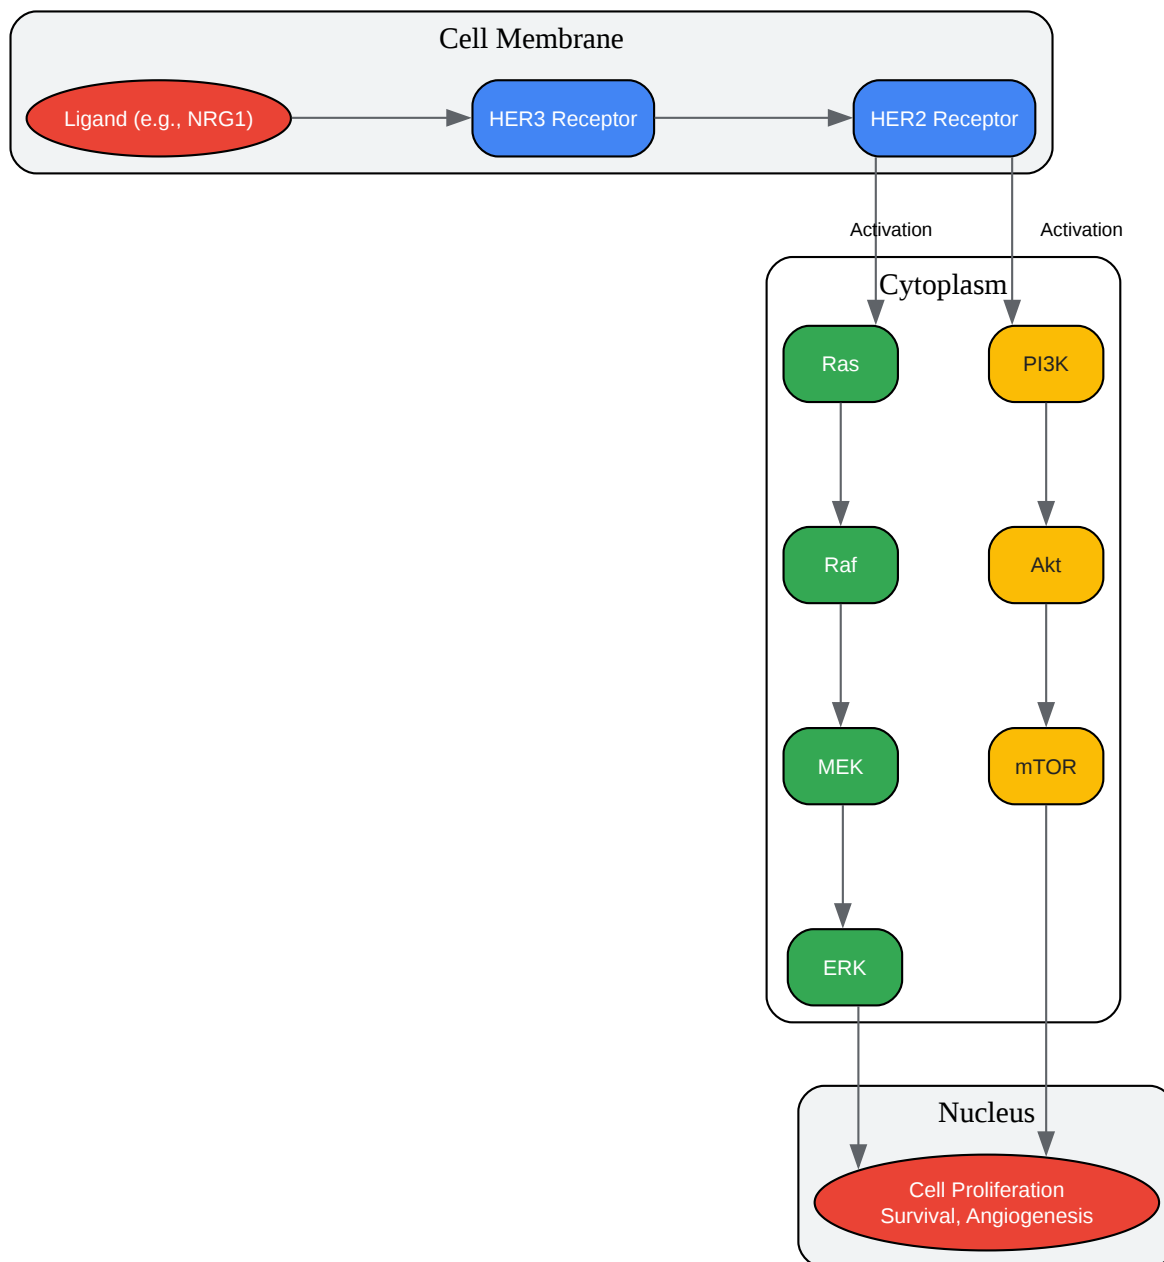 Cell Membrane
Ligand (e.g., NRG1)
HER3 Receptor
HER2 Receptor
Activation
Activation
Cytoplasm
Ras
PI3K
Raf
Akt
MEK
mTOR
ERK
Nucleus
Cell Proliferation
Survival, Angiogenesis